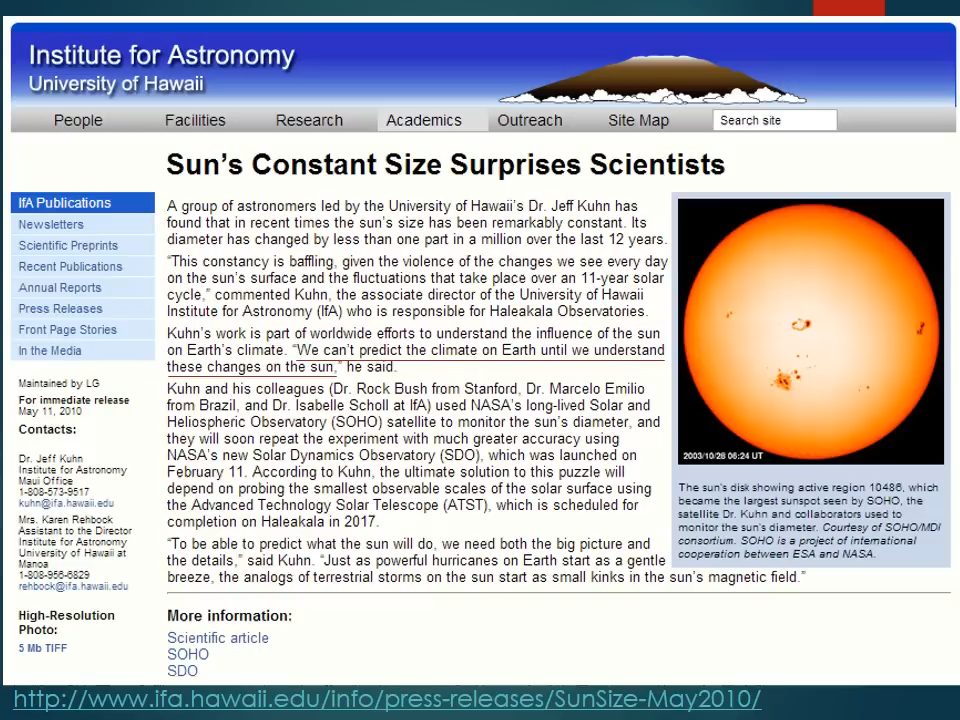 Institute for Astronomy
University of Hawaii
People Facilities Research Academics Outreach Site Map Search site
Sun's Constant Size Surprises Scientists
IfA Publications
Newsletters
Scientific Preprints
Recent Publications
Annual Reports
Press Releases
Front Page Stories
In the Media
Maintained by LG
For immediate release
May 11, 2010
Contacts:
Dr. Jeff Kuhn
Institute for Astronomy
Maui Office
1-808-573-9517
kuhn@ifa.hawaii.edu
Mrs. Karen Rehbock
Assistant to the Director
Institute for Astronomy
University of Hawaii at
Manoa
1-808-956-6829
rehbock@ifa.hawaii.edu
High-Resolution
Photo:
5 Mb TIFF
A group of astronomers led by the University of Hawaii's Dr. Jeff Kuhn has
found that in recent times the sun's size has been remarkably constant. Its
diameter has changed by less than one part in a million over the last 12 years.
“This constancy is baffling, given the violence of the changes we see every day
on the sun's surface and the fluctuations that take place over an 11-year solar
cycle,” commented Kuhn, the associate director of the University of Hawaii
Institute for Astronomy (IfA) who is responsible for Haleakala Observatories.
Kuhn's work is part of worldwide efforts to understand the influence of the sun
on Earth's climate. “We can't predict the climate on Earth until we understand
these changes on the sun,” he said.
Kuhn and his colleagues (Dr. Rock Bush from Stanford, Dr. Marcelo Emilio
from Brazil, and Dr. Isabelle Scholl at IfA) used NASA's long-lived Solar and
Heliospheric Observatory (SOHO) satellite to monitor the sun's diameter, and
they will soon repeat the experiment with much greater accuracy using
NASA's new Solar Dynamics Observatory (SDO), which was launched on
February 11. According to Kuhn, the ultimate solution to this puzzle will
depend on probing the smallest observable scales of the solar surface using
the Advanced Technology Solar Telescope (ATST), which is scheduled for
completion on Haleakala in 2017.
“To be able to predict what the sun will do, we need both the big picture and
the details,” said Kuhn. “Just as powerful hurricanes on Earth start as a gentle
breeze, the analogs of terrestrial storms on the sun start as small kinks in the sun's magnetic field.”
2003/10/28 06:24 UT
The sun's disk showing active region 10486, which
became the largest sunspot seen by SOHO, the
satellite Dr. Kuhn and collaborators used to
monitor the sun's diameter. Courtesy of SOHO/MDI
consortium. SOHO is a project of international
cooperation between ESA and NASA.
More information:
Scientific article
SOHO
SDO
http://www.ifa.hawaii.edu/info/press-releases/SunSize-May2010/